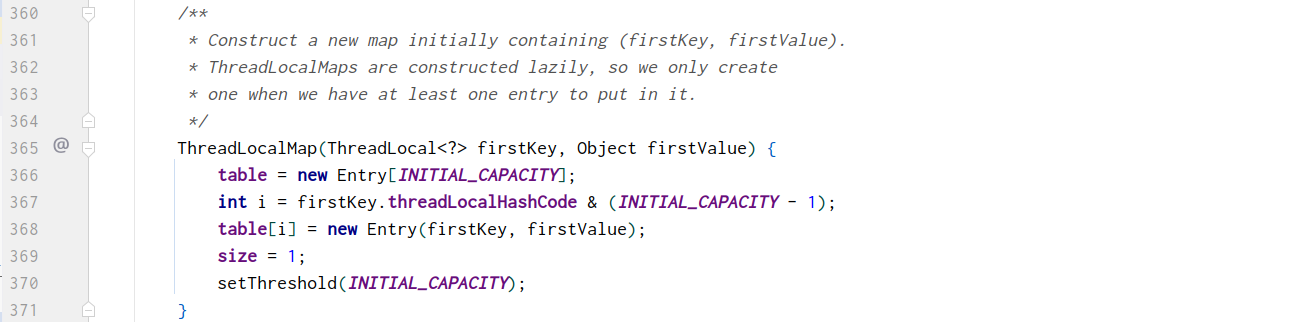 360 /**
361 * Construct a new map initially containing (firstKey, firstValue).
362 * ThreadLocalMaps are constructed lazily, so we only create
363 * one when we have at least one entry to put in it.
364 */
365 @ ThreadLocalMap(ThreadLocal<?> firstKey, Object firstValue) {
366 table = new Entry[INITIAL_CAPACITY];
367 int i = firstKey.threadLocalHashCode & (INITIAL_CAPACITY - 1);
368 table[i] = new Entry(firstKey, firstValue);
369 size = 1;
370 setThreshold(INITIAL_CAPACITY);
371 }